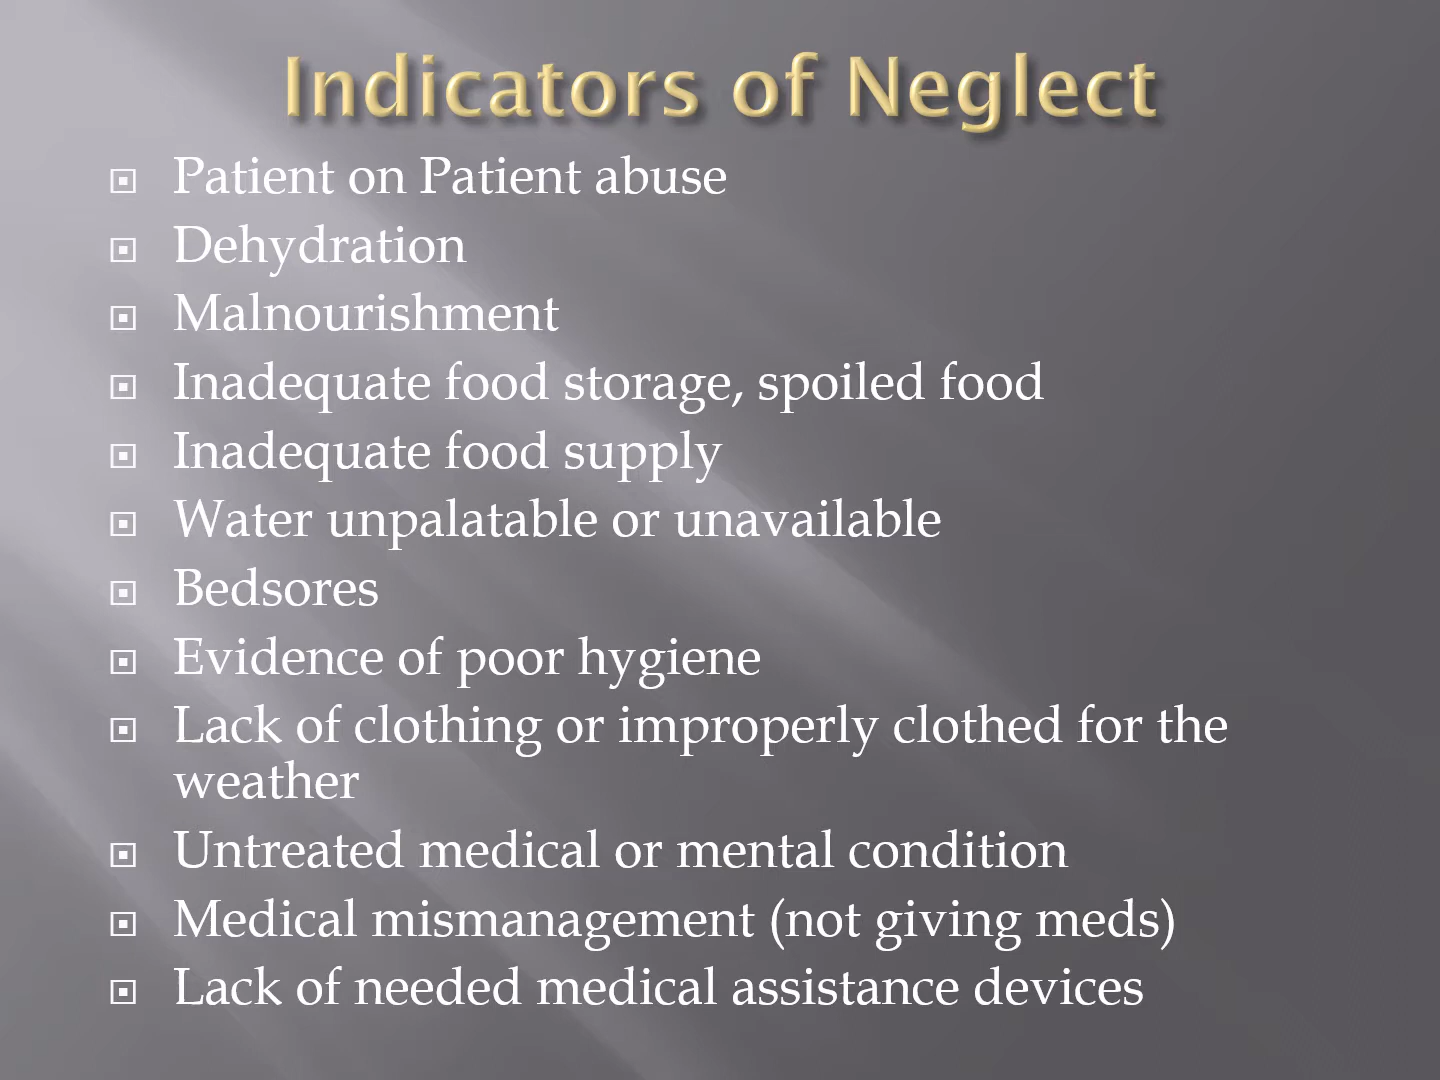 Indicators of Neglect
Patient on Patient abuse
Dehydration
Malnourishment
Inadequate food storage, spoiled food
Inadequate food supply
Water unpalatable or unavailable
Bedsores
Evidence of poor hygiene
Lack of clothing or improperly clothed for the
weather
Untreated medical or mental condition
Medical mismanagement (not giving meds)
Lack of needed medical assistance devices